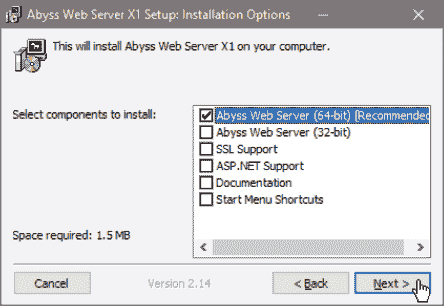 Abyss Web Server X1 Setup: Installation Options
This will install Abyss Web Server X1 on your computer.
Select components to install:
Abyss Web Server (64-bit) [Recommended
Abyss Web Server (32-bit)
SSL Support
ASP.NET Support
Documentation
Start Menu Shortcuts
Space required: 1.5 MB
Cancel
Version 2.14
< Back
Next >